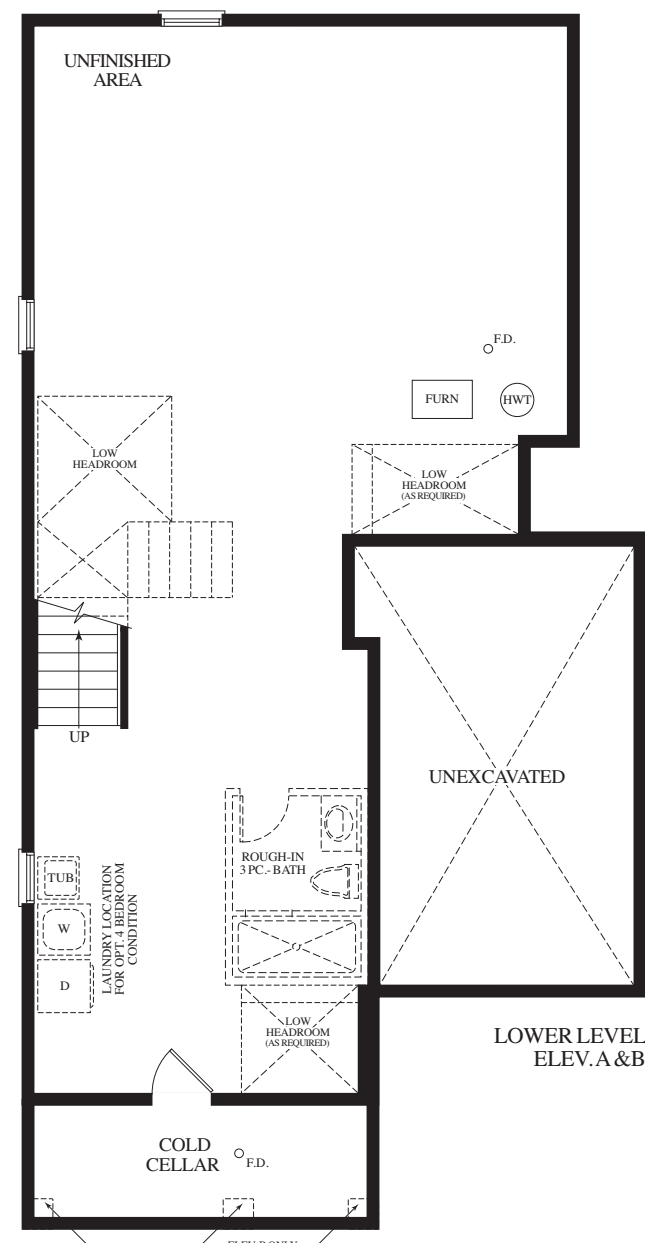 UNFINISHED
AREA
F.D.
FURN
HWT
LOW
HEADROOM
LOW
HEADROOM
(AS REQUIRED)
UP
UNEXCAVATED
ROUGH-IN
3 PC.- BATH
TUB
W
D
LAUNDRY LOCATION
FOR OPT. 4 BEDROOM
CONDITION
LOW
HEADROOM
(AS REQUIRED)
LOWER LEVEL
ELEV. A & B
COLD
CELLAR
F.D.